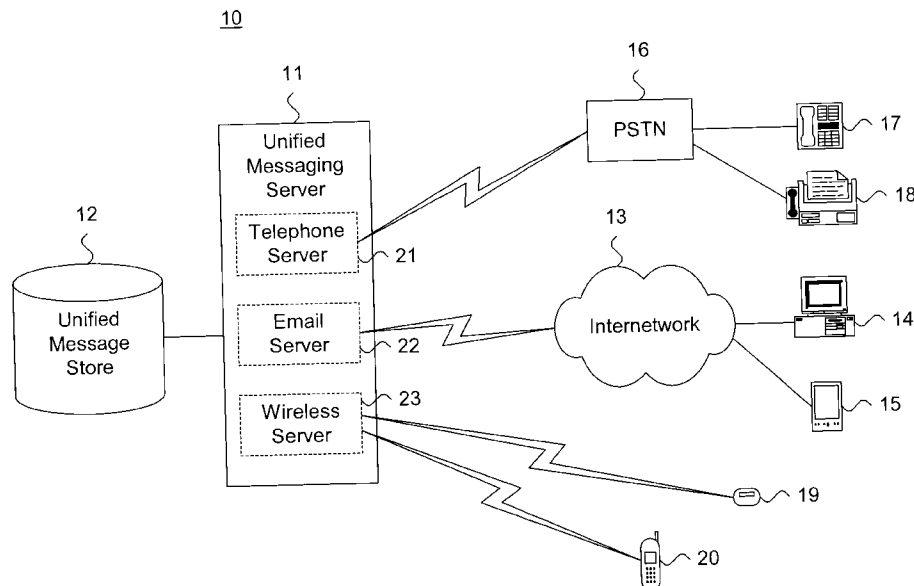 10
11
Unified
Messaging
Server
12
Unified
Message
Store
Telephone
Server
21
Email
Server
22
Wireless
Server
23
16
PSTN
17
18
13
Internetwork
14
15
19
20